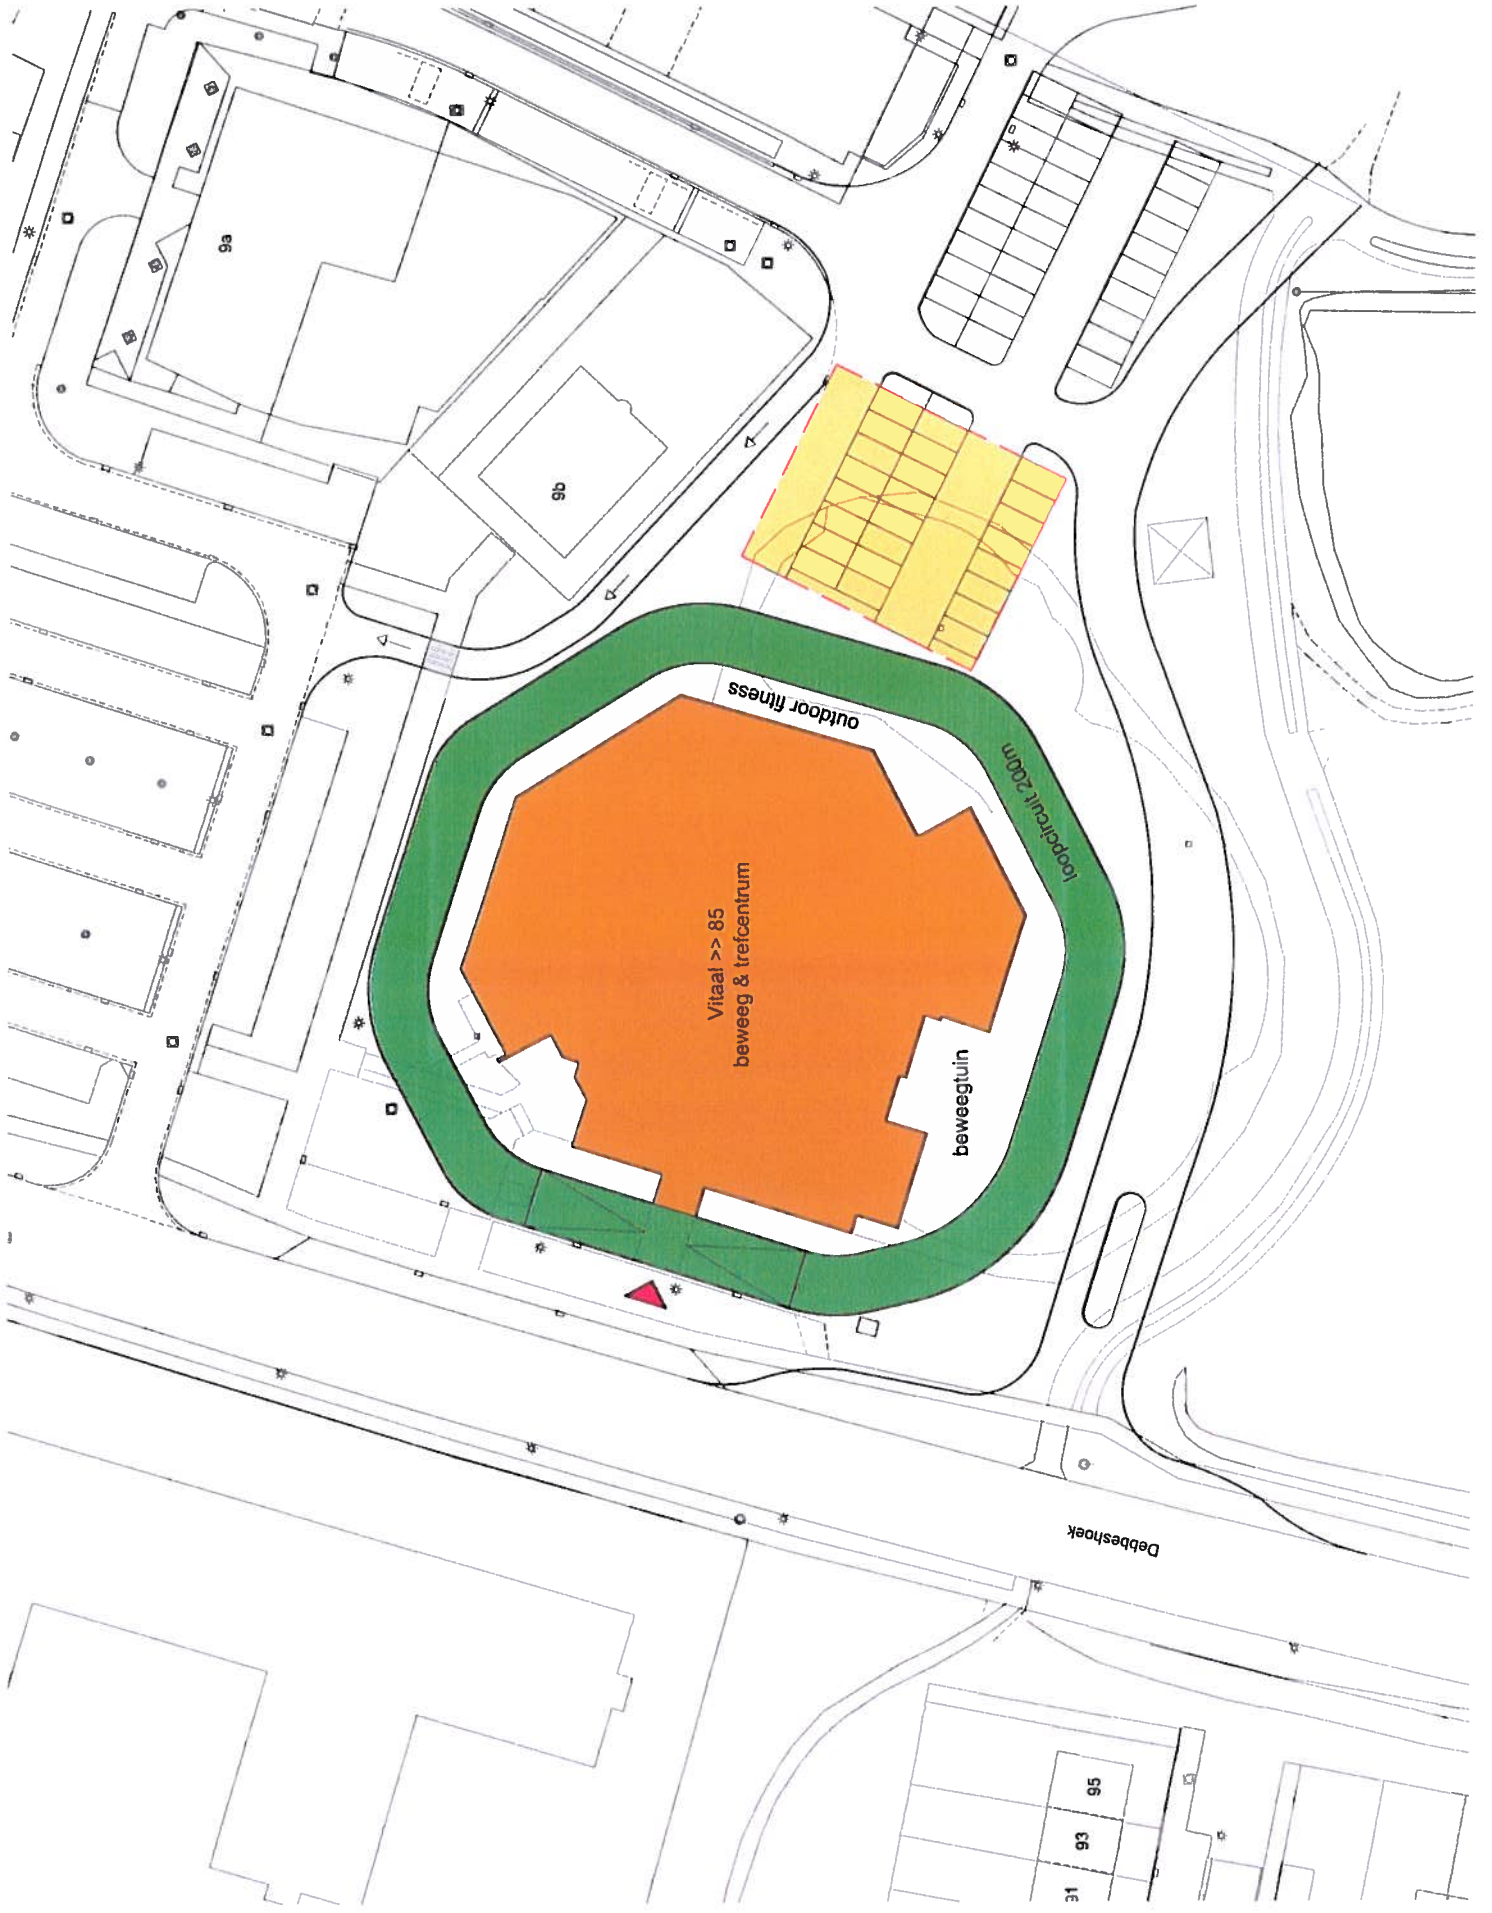 9a
9b
outdoor fitness
loopcircuit 200m
Vitaal >> 85
beweeg & trefcentrum
beweegtuin
Debbeshoek
95
93
91